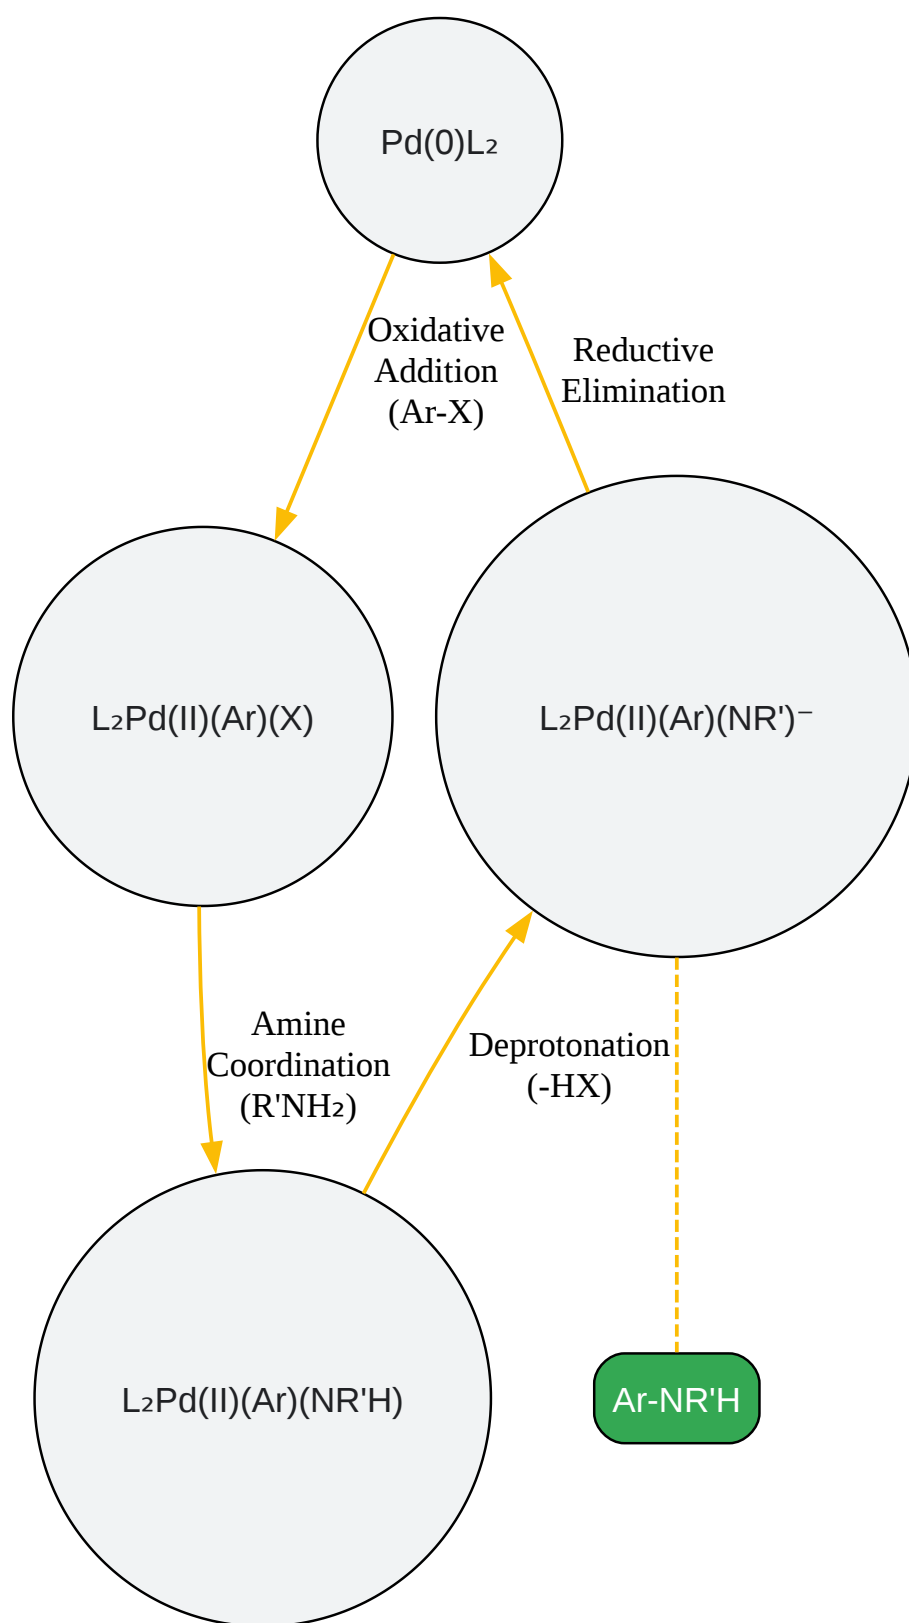 Pd(0)L₂
Oxidative
Addition
(Ar-X)
Reductive
Elimination
L₂Pd(II)(Ar)(X)
L₂Pd(II)(Ar)(NR')⁻
Amine
Coordination
(R'NH₂)
Deprotonation
(-HX)
L₂Pd(II)(Ar)(NR'H)
Ar-NR'H